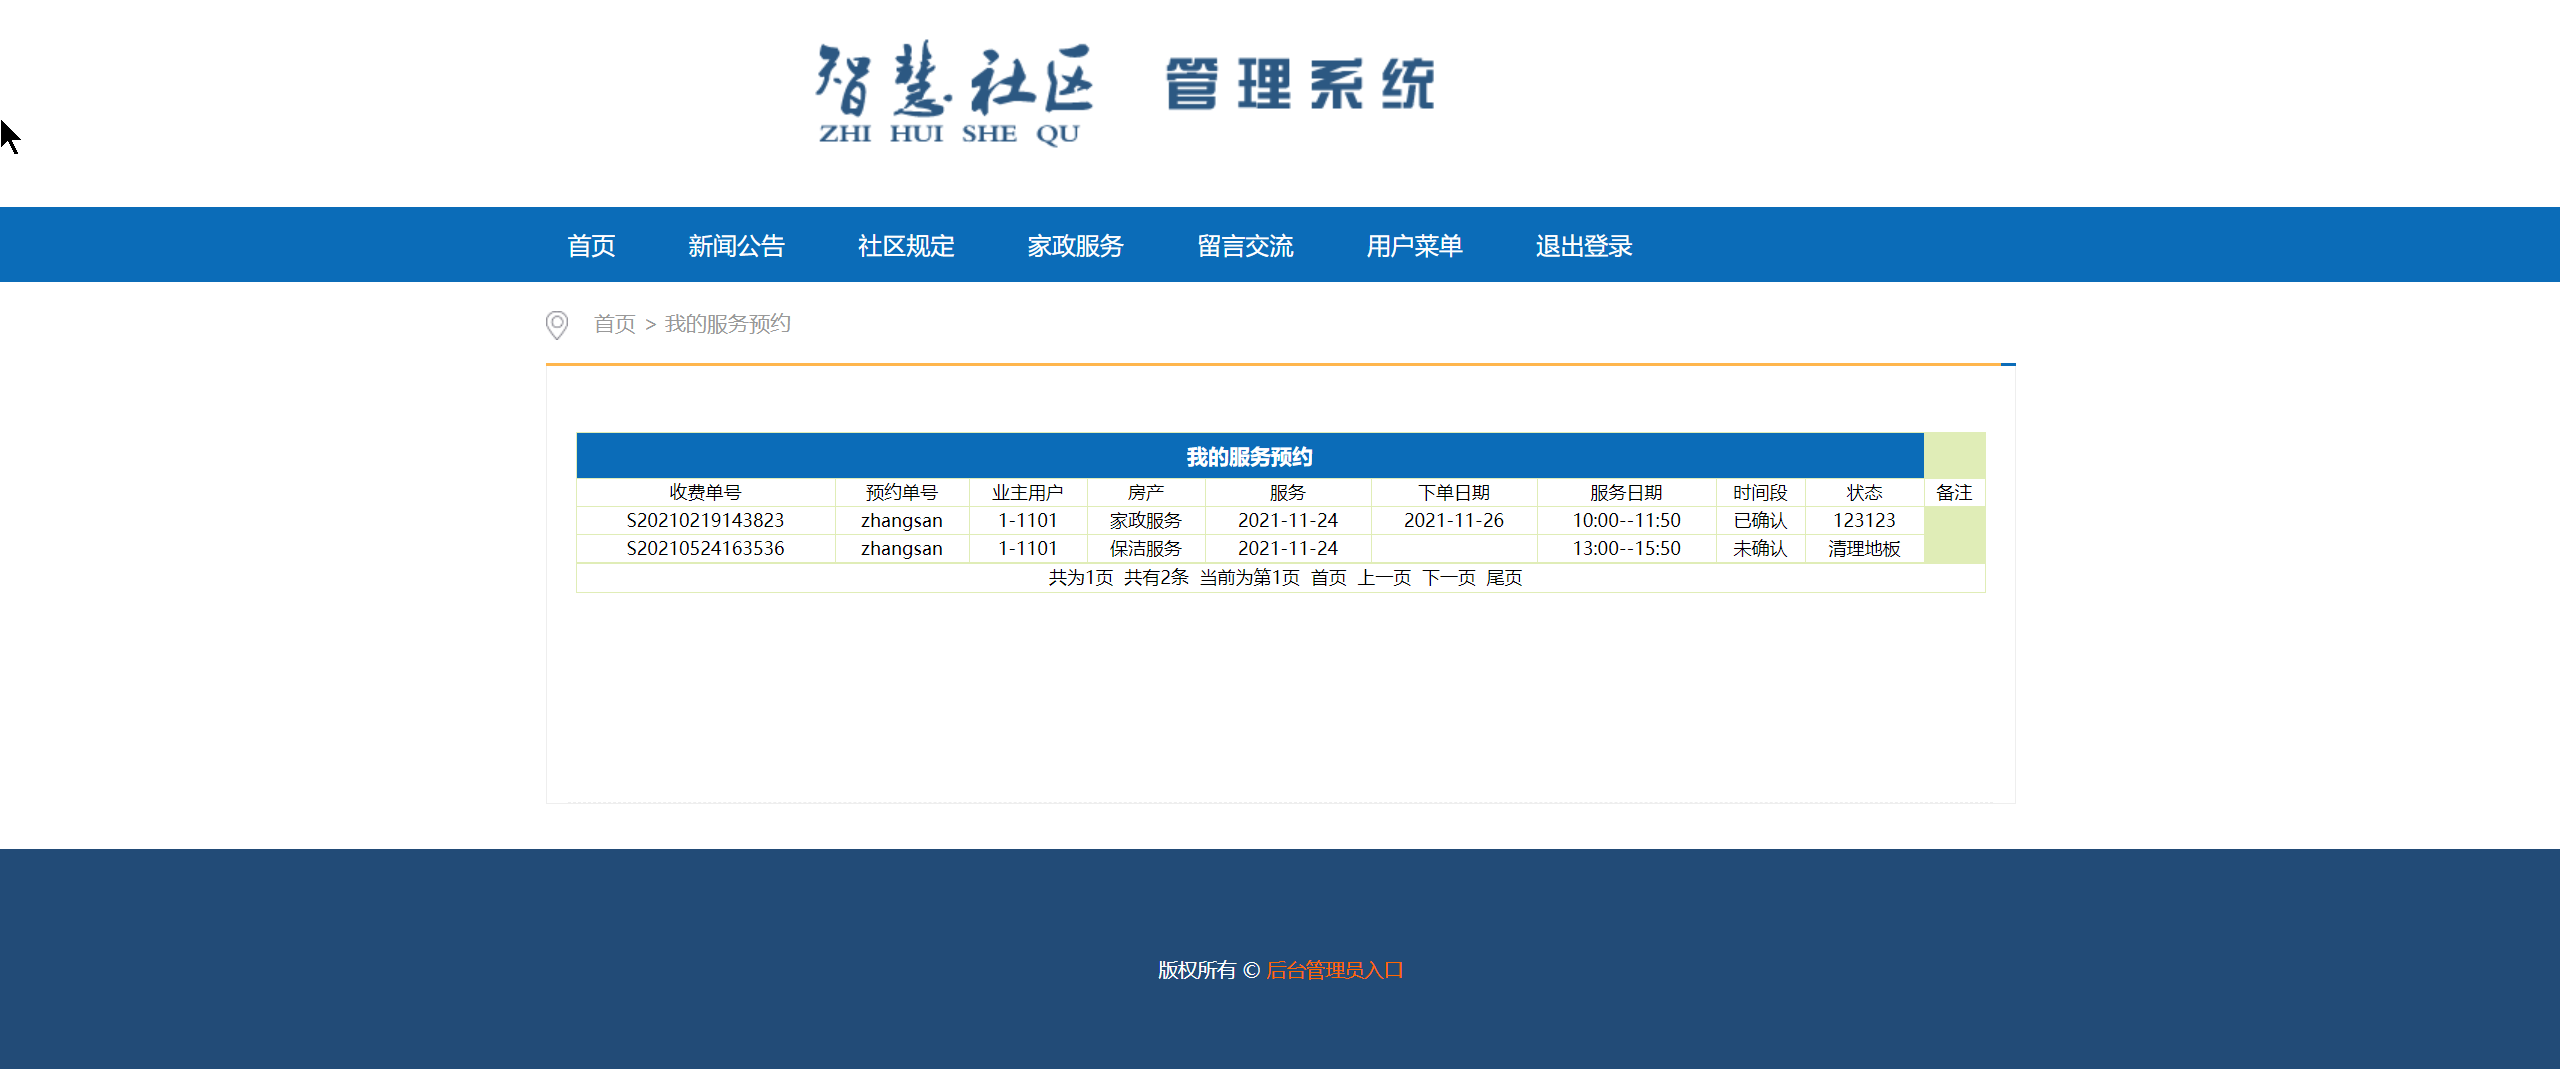 智慧社区 管理系统
ZHI HUI SHE QU
首页 新闻公告 社区规定 家政服务 留言交流 用户菜单 退出登录
首页 > 我的服务预约
我的服务预约
收费单号 预约单号 业主用户 房产 服务 下单日期 服务日期 时间段 状态 备注
S20210219143823 zhangsan 1-1101 家政服务 2021-11-24 2021-11-26 10:00--11:50 已确认 123123
S20210524163536 zhangsan 1-1101 保洁服务 2021-11-24 13:00--15:50 未确认 清理地板
共为1页 共有2条 当前为第1页 首页 上一页 下一页 尾页
版权所有 © 后台管理员入口